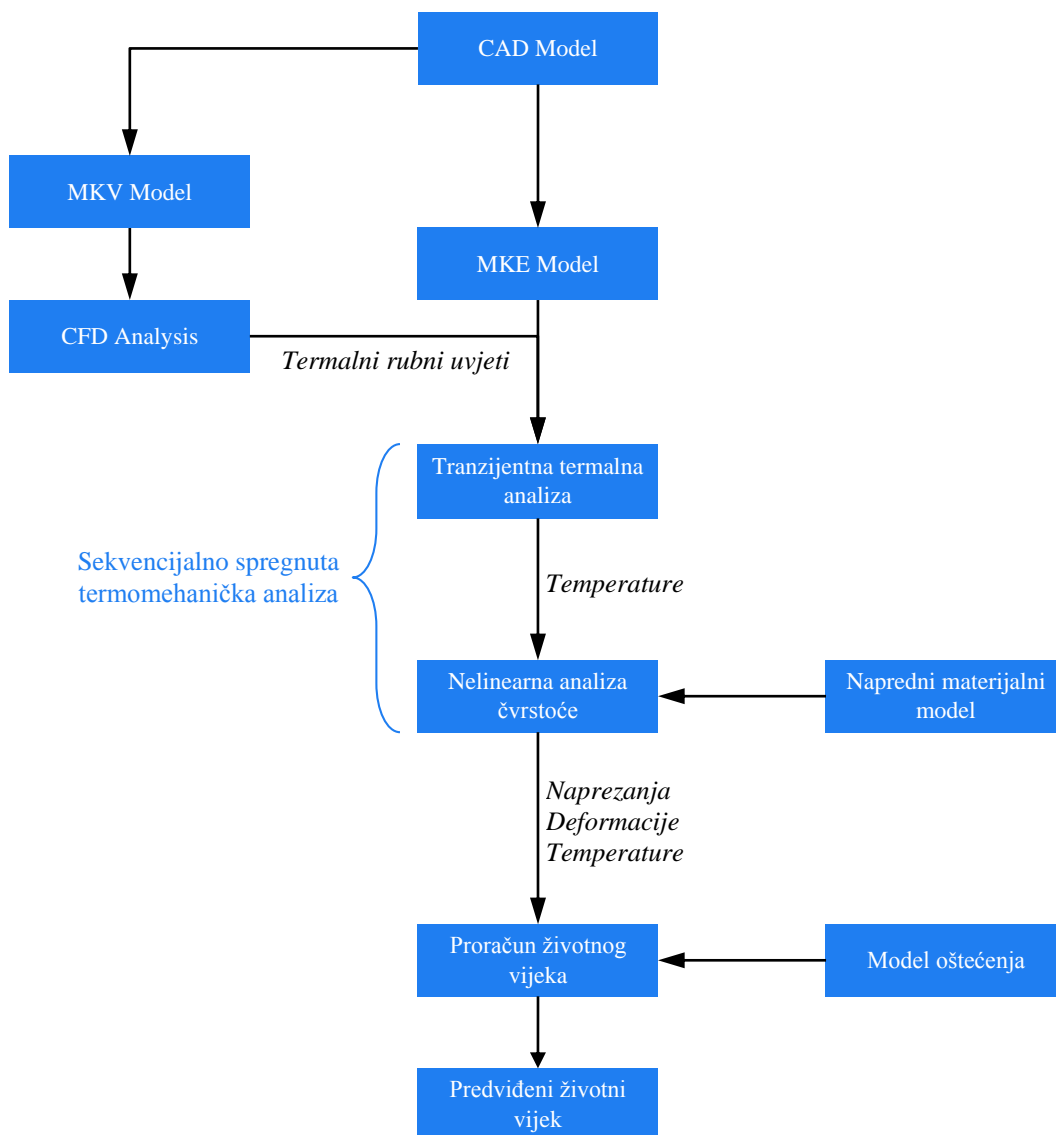 CAD Model
MKV Model
MKE Model
CFD Analysis
Termalni rubni uvjeti
Tranzijentna termalna
analiza
Sekvencijalno spregnuta
termomehanička analiza
Temperature
Nelinearna analiza
čvrstoće
Napredni materijalni
model
Naprezanja
Deformacije
Temperature
Proračun životnog
vijeka
Model oštećenja
Predviđeni životni
vijek